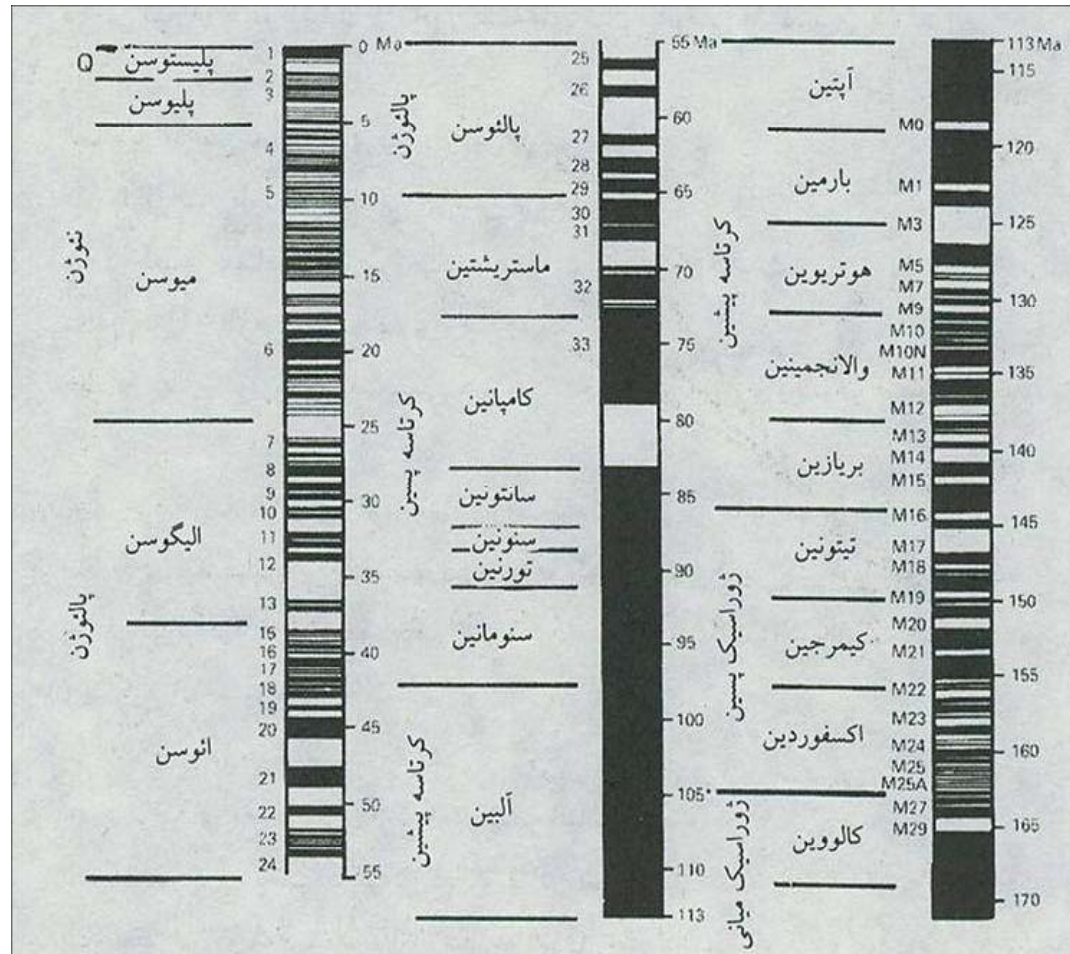 Q
پلیستوسن
پلیوسن
نئوژن
میوسن
پالئوژن
الیگوسن
ائوسن
1
2
3
4
5
6
7
8
9
10
11
12
13
15
16
17
18
19
20
21
22
23
24
0 Ma
5
10
15
20
25
30
35
40
45
50
55
پالئوژن
پالئوسن
کرتاسه پسین
ماستریشتین
کامپانین
سانتونین
سنونین
تورنین
سنومانین
کرتاسه پیشین
آلبین
25
26
27
28
29
30
31
32
33
55 Ma
60
65
70
75
80
85
90
95
100
105
110
113
کرتاسه پیشین
آپتین
بارمین
هوتریوین
والانجمینین
بریازین
ژوراسیک پسین
تیتونین
کیمرجین
اکسفوردین
ژوراسیک میانی
کالووین
M0
M1
M3
M5
M7
M9
M10
M10N
M11
M12
M13
M14
M15
M16
M17
M18
M19
M20
M21
M22
M23
M24
M25
M25A
M27
M29
113 Ma
115
120
125
130
135
140
145
150
155
160
165
170